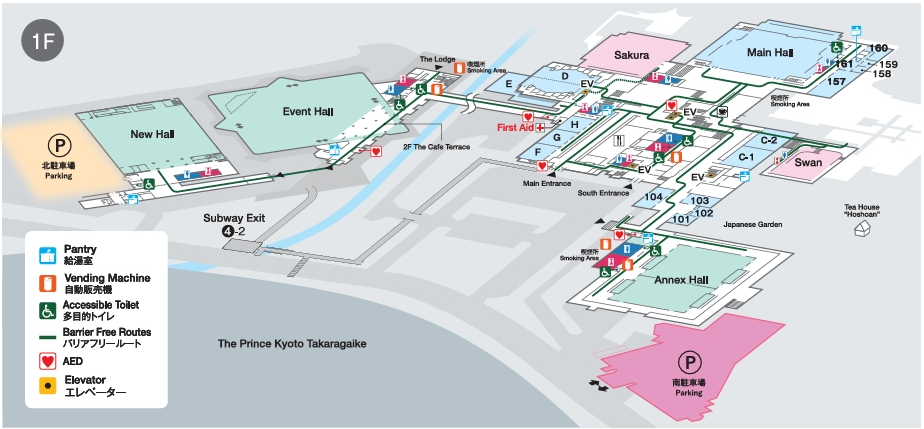 1F
The Lodge
喫煙所
Smoking Area
Sakura
Main Hall
160
161
159
158
157
喫煙所
Smoking Area
E
D
EV
Event Hall
New Hall
P
北駐車場
Parking
First Aid
H
G
F
EV
C-2
C-1
Swan
2F The Cafe Terrace
Main Entrance
South Entrance
EV
EV
104
103
102
101
Japanese Garden
Tea House
"Hoshoan"
Subway Exit
4-2
喫煙所
Smoking Area
Annex Hall
Pantry
給湯室
Vending Machine
自動販売機
Accessible Toilet
多目的トイレ
Barrier Free Routes
バリアフリールート
AED
Elevator
エレベーター
The Prince Kyoto Takaragaike
P
南駐車場
Parking